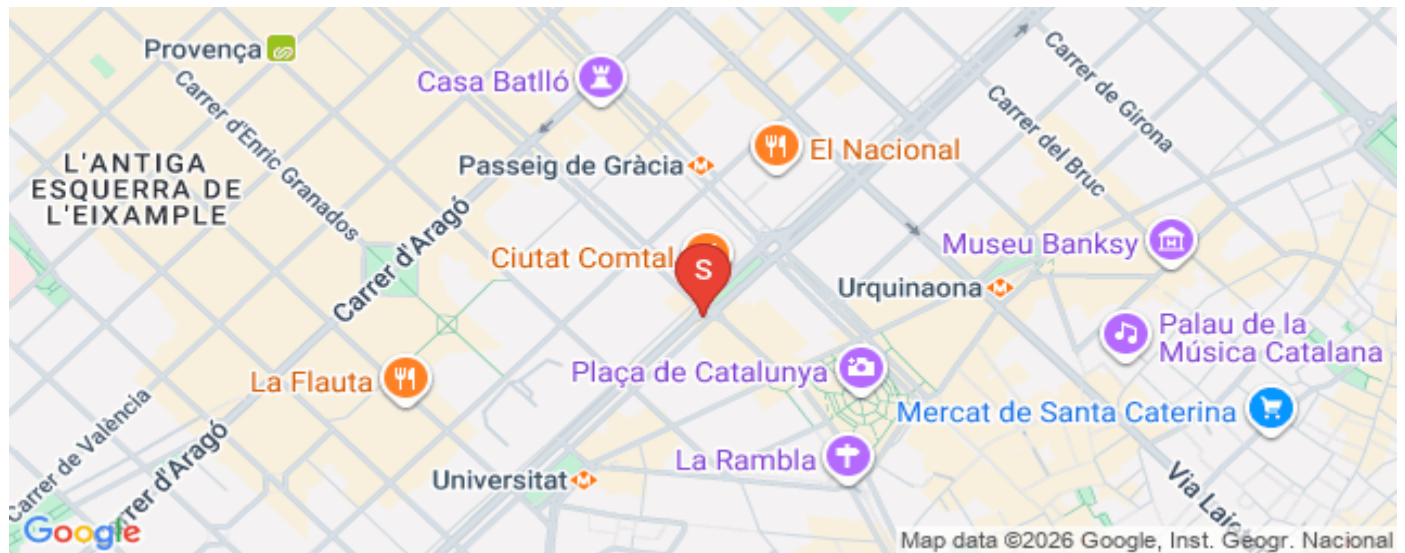 Provença
Casa Batlló
Carrer de Girona
Carrer d'Enric Granados
Carrer del Bruc
L'ANTIGA
ESQUERRA DE
L'EIXAMPLE
Passeig de Gràcia
El Nacional
Carrer d'Aragó
Ciutat Comtal
S
Museu Banksy
Urquinaona
Palau de la
Música Catalana
La Flauta
Plaça de Catalunya
Mercat de Santa Caterina
Carrer de València
La Rambla
Universitat
Via Laie
rrer d'Aragó
Google
Map data ©2026 Google, Inst. Geogr. Nacional